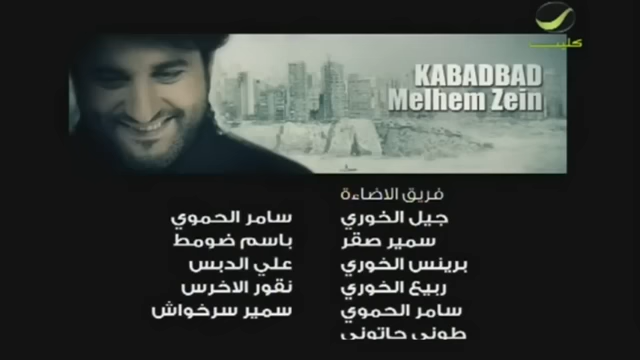 كليب
KABADBAD
Melhem Zein
فريق الاضاءة
جيل الخوري
سامر الحموي
سمير صقر
باسم ضومط
برينس الخوري
علي الدبس
ربيع الخوري
نقور الاخرس
سامر الحموي
سمير سرخواش
طوني حاتوني